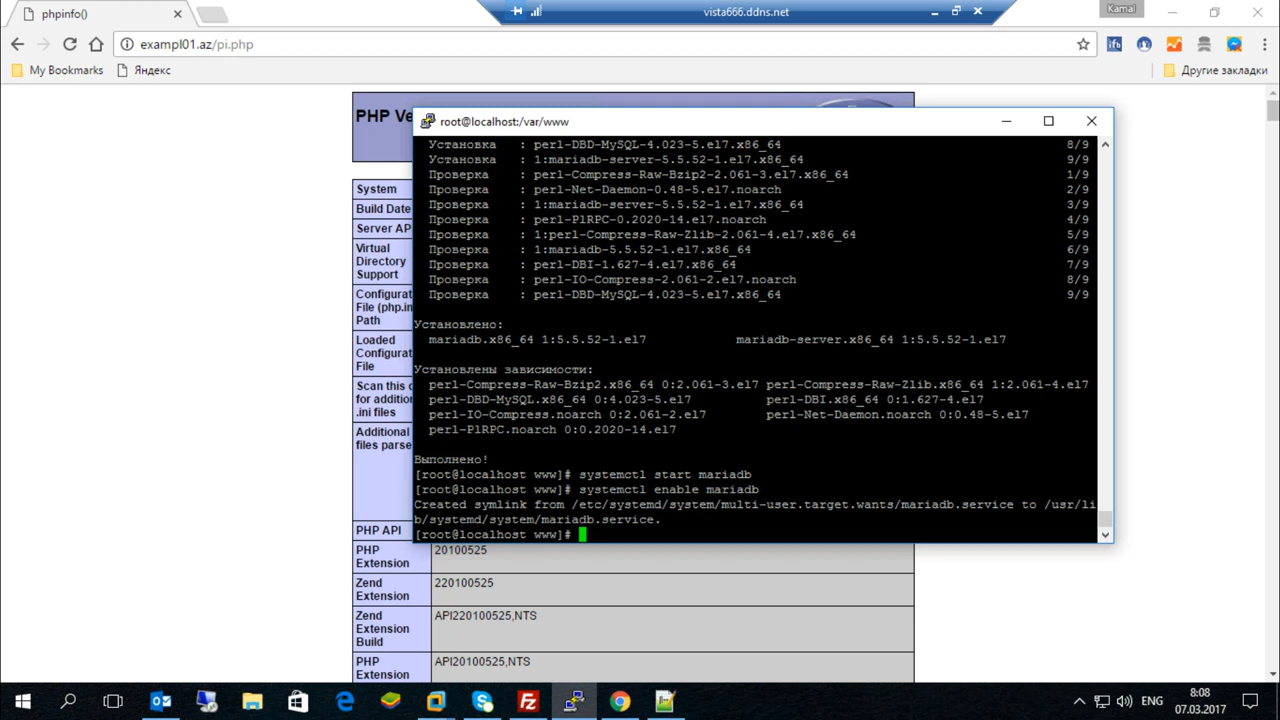 phpinfo()
vista666.ddns.net
Kamal
exampl01.az/pi.php
My Bookmarks
Яндекс
Другие закладки
PHP Ve
root@localhost:/var/www
Установка : perl-DBD-MySQL-4.023-5.el7.x86_64 8/9
Установка : 1:mariadb-server-5.5.52-1.el7.x86_64 9/9
Проверка : perl-Compress-Raw-Bzip2-2.061-3.el7.x86_64 1/9
Проверка : perl-Net-Daemon-0.48-5.el7.noarch 2/9
Проверка : 1:mariadb-server-5.5.52-1.el7.x86_64 3/9
Проверка : perl-PlRPC-0.2020-14.el7.noarch 4/9
Проверка : 1:perl-Compress-Raw-Zlib-2.061-4.el7.x86_64 5/9
Проверка : 1:mariadb-5.5.52-1.el7.x86_64 6/9
Проверка : perl-DBI-1.627-4.el7.x86_64 7/9
Проверка : perl-IO-Compress-2.061-2.el7.noarch 8/9
Проверка : perl-DBD-MySQL-4.023-5.el7.x86_64 9/9
Установлено:
mariadb.x86_64 1:5.5.52-1.el7 mariadb-server.x86_64 1:5.5.52-1.el7
Установлены зависимости:
perl-Compress-Raw-Bzip2.x86_64 0:2.061-3.el7 perl-Compress-Raw-Zlib.x86_64 1:2.061-4.el7
perl-DBD-MySQL.x86_64 0:4.023-5.el7 perl-DBI.x86_64 0:1.627-4.el7
perl-IO-Compress.noarch 0:2.061-2.el7 perl-Net-Daemon.noarch 0:0.48-5.el7
perl-PlRPC.noarch 0:0.2020-14.el7
Выполнено!
[root@localhost www]# systemctl start mariadb
[root@localhost www]# systemctl enable mariadb
Created symlink from /etc/systemd/system/multi-user.target.wants/mariadb.service to /usr/li
b/systemd/system/mariadb.service.
[root@localhost www]#
System
Build Date
Server AP
Virtual
Directory
Support
Configurat
File (php.in
Path
Loaded
Configurat
File
Scan this d
for addition
.ini files
Additional
files parse
PHP API
PHP
Extension
20100525
Zend
Extension
220100525
Zend
Extension
Build
API220100525,NTS
PHP
Extension
API20100525,NTS
ENG
8:08
07.03.2017